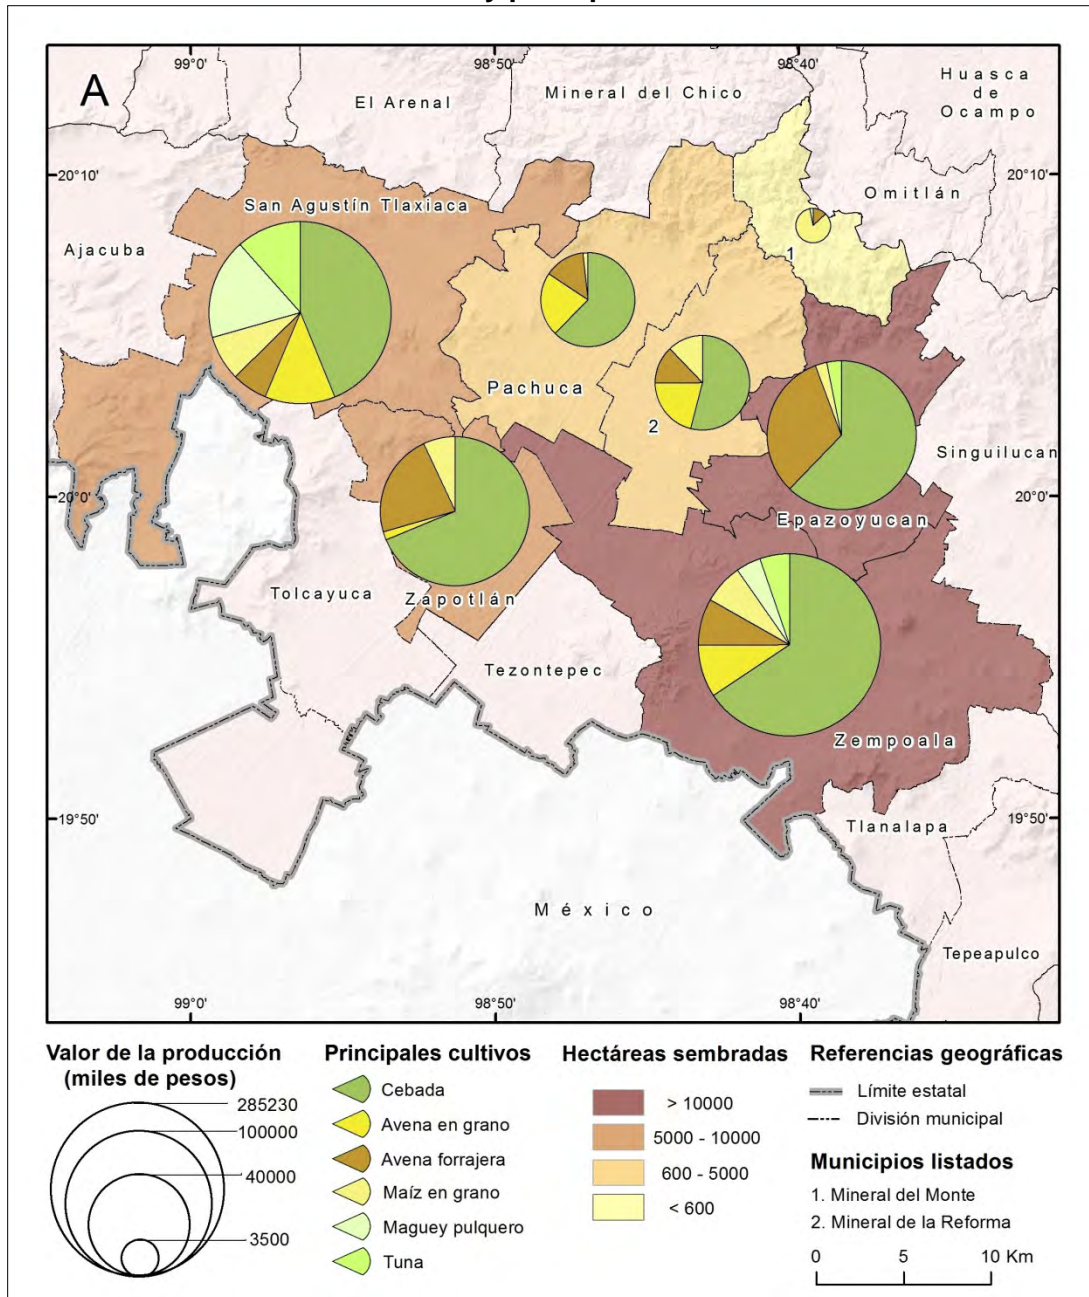 A
99°0'
98°50'
98°40'
El Arenal
Mineral del Chico
Huasca
de
Ocampo
20°10'
20°10'
Omitlán
San Agustín Tlaxiaca
Ajacuba
1
Pachuca
2
Singuilucan
20°0'
20°0'
Epazoyucan
Tolcayuca
Zapotlán
Tezontepec
Zempoala
19°50'
19°50'
Tlanalapa
México
Tepeapulco
99°0'
98°50'
98°40'
Valor de la producción
(miles de pesos)
285230
100000
40000
3500
Principales cultivos
Cebada
Avena en grano
Avena forrajera
Maíz en grano
Maguey pulquero
Tuna
Hectáreas sembradas
> 10000
5000 - 10000
600 - 5000
< 600
Referencias geográficas
Límite estatal
División municipal
Municipios listados
1. Mineral del Monte
2. Mineral de la Reforma
0 5 10 Km